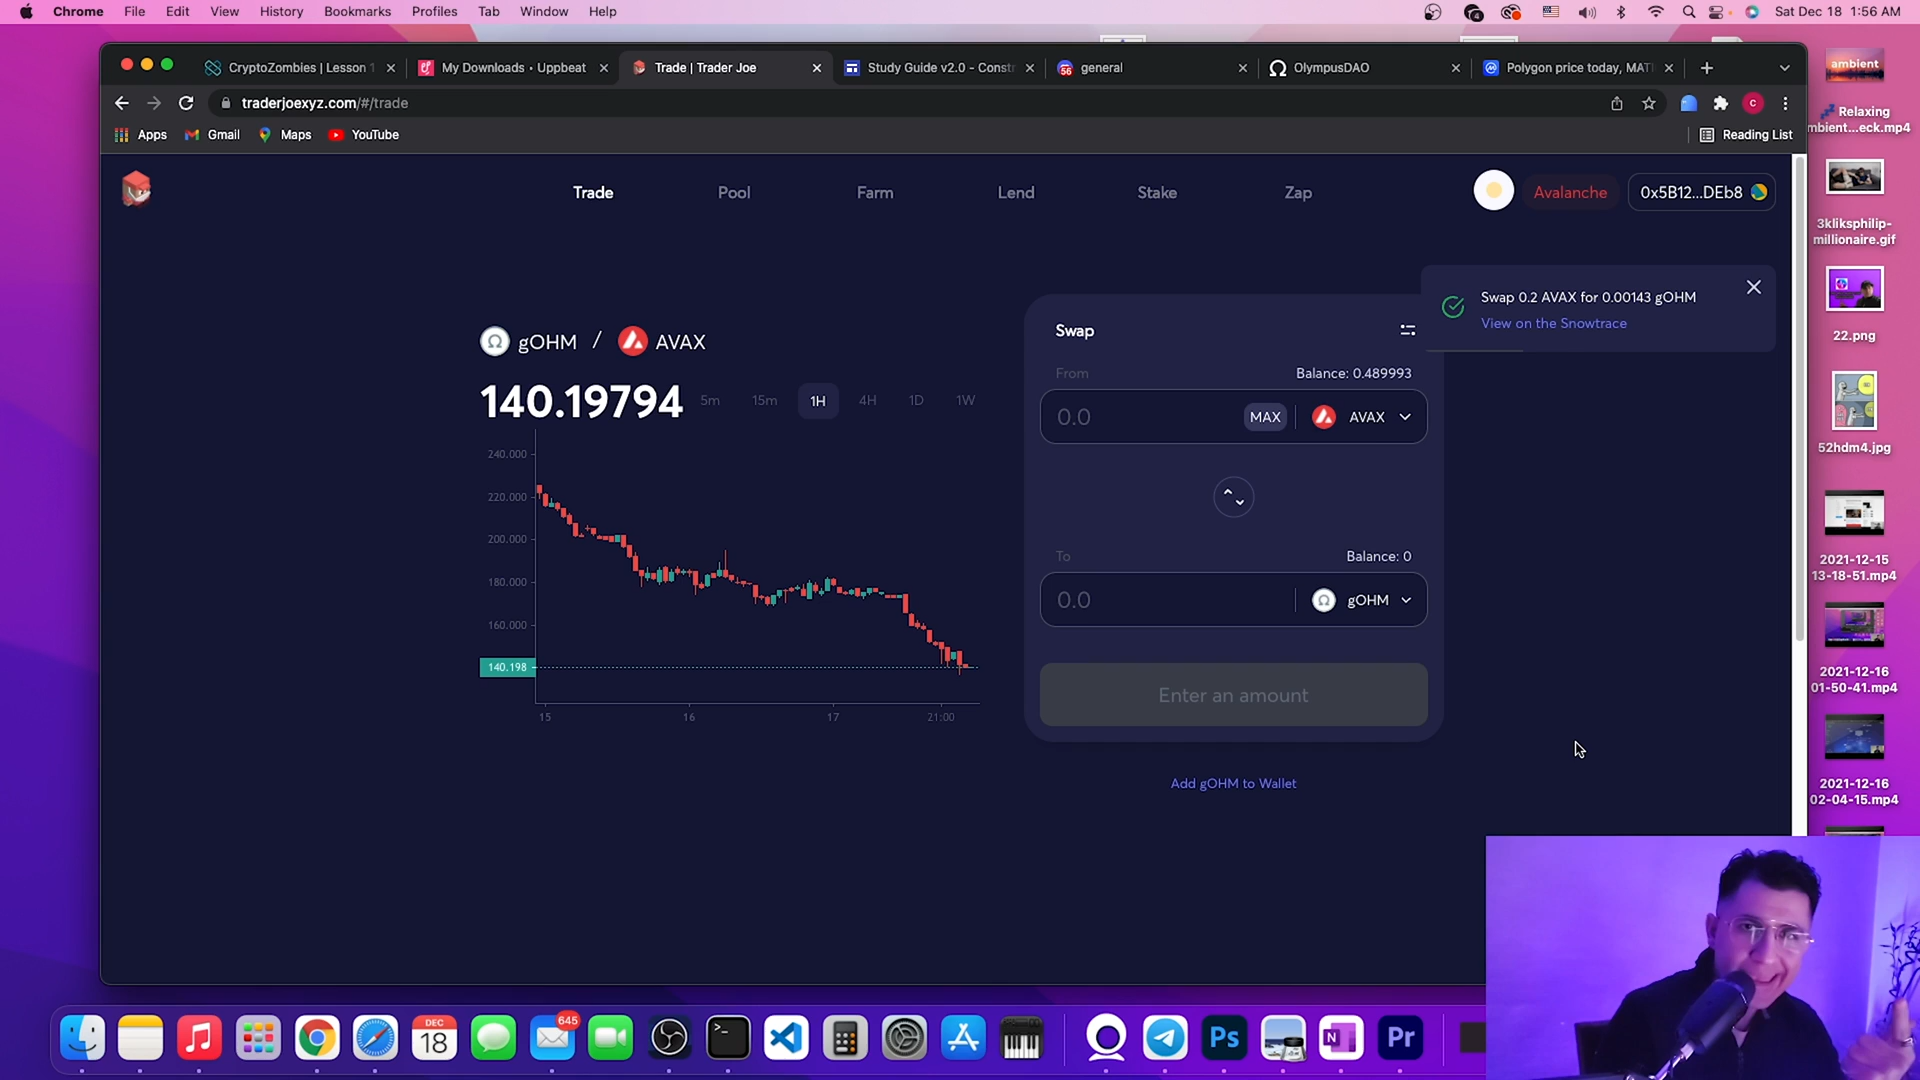 Chrome File Edit View History Bookmarks Profiles Tab Window Help
4
Sat Dec 18 1:56 AM
CryptoZombies | Lesson 1
My Downloads • Uppbeat
Trade | Trader Joe
Study Guide v2.0 - Constr
56 general
OlympusDAO
Polygon price today, MAT
traderjoexyz.com/#/trade
C
Apps Gmail Maps YouTube
Reading List
Trade Pool Farm Lend Stake Zap
Avalanche
0x5B12...DEb8
Swap 0.2 AVAX for 0.00143 gOHM
View on the Snowtrace
gOHM / AVAX
140.19794
5m 15m 1H 4H 1D 1W
240.000
220.000
200.000
180.000
160.000
140.198
15 16 17 21:00
Swap
From
Balance: 0.489993
0.0
MAX
AVAX
To
Balance: 0
0.0
gOHM
Enter an amount
Add gOHM to Wallet
ambient
Relaxing
mbient...eck.mp4
3kliksphilip-
millionaire.gif
22.png
52hdm4.jpg
2021-12-15
13-18-51.mp4
2021-12-16
01-50-41.mp4
2021-12-16
02-04-15.mp4
DEC
18
645
Ps
N
Pr